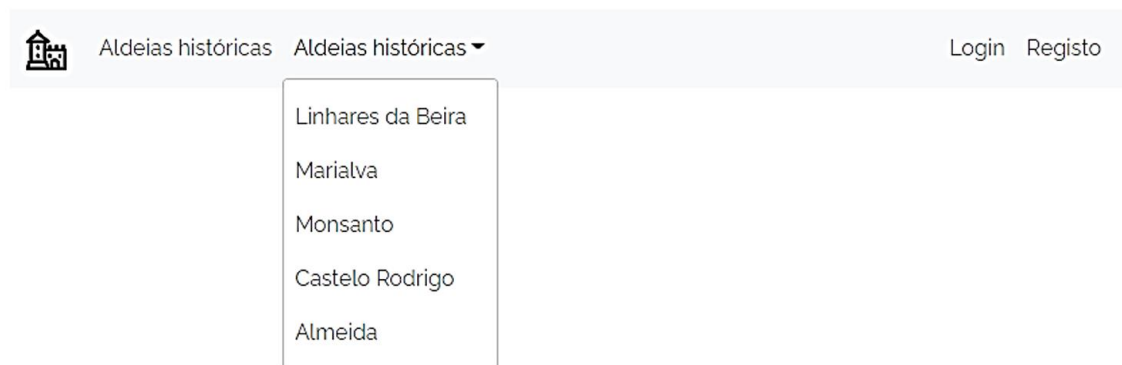 Aldeias históricas Aldeias históricas Login Registo
Linhares da Beira
Marialva
Monsanto
Castelo Rodrigo
Almeida